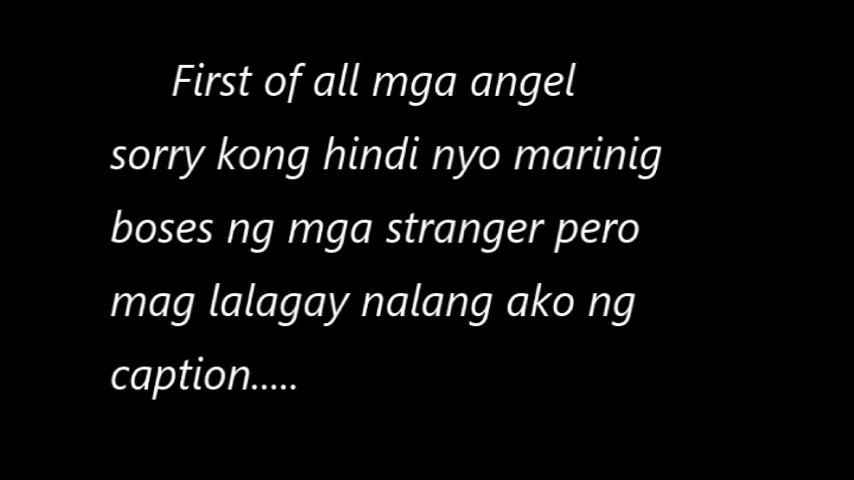 First of all mga angel
sorry kong hindi nyo marinig
boses ng mga stranger pero
mag lalagay nalang ako ng
caption.....